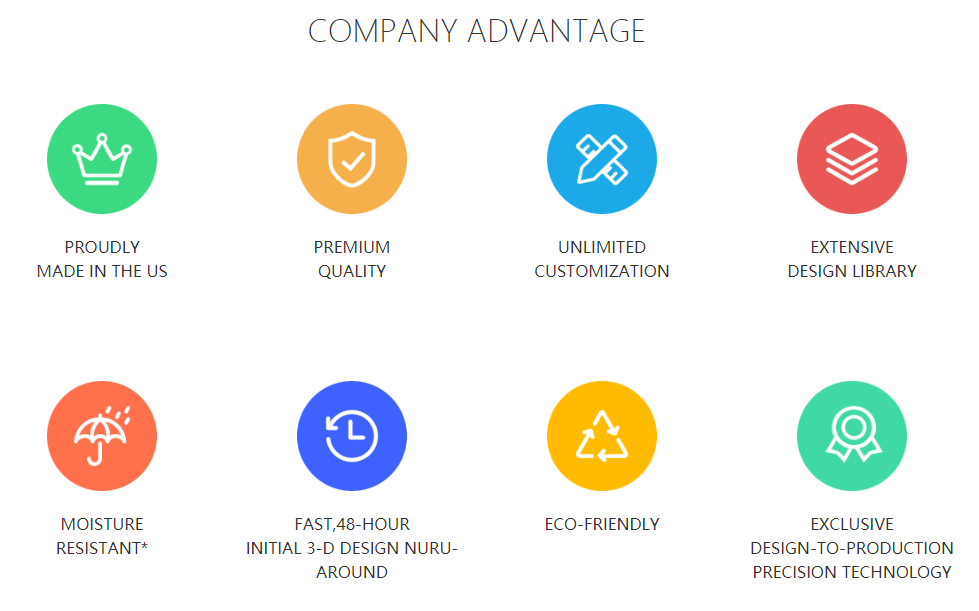 COMPANY ADVANTAGE
PROUDLY
MADE IN THE US
PREMIUM
QUALITY
UNLIMITED
CUSTOMIZATION
EXTENSIVE
DESIGN LIBRARY
MOISTURE
RESISTANT*
FAST,48-HOUR
INITIAL 3-D DESIGN NURU-
AROUND
ECO-FRIENDLY
EXCLUSIVE
DESIGN-TO-PRODUCTION
PRECISION TECHNOLOGY